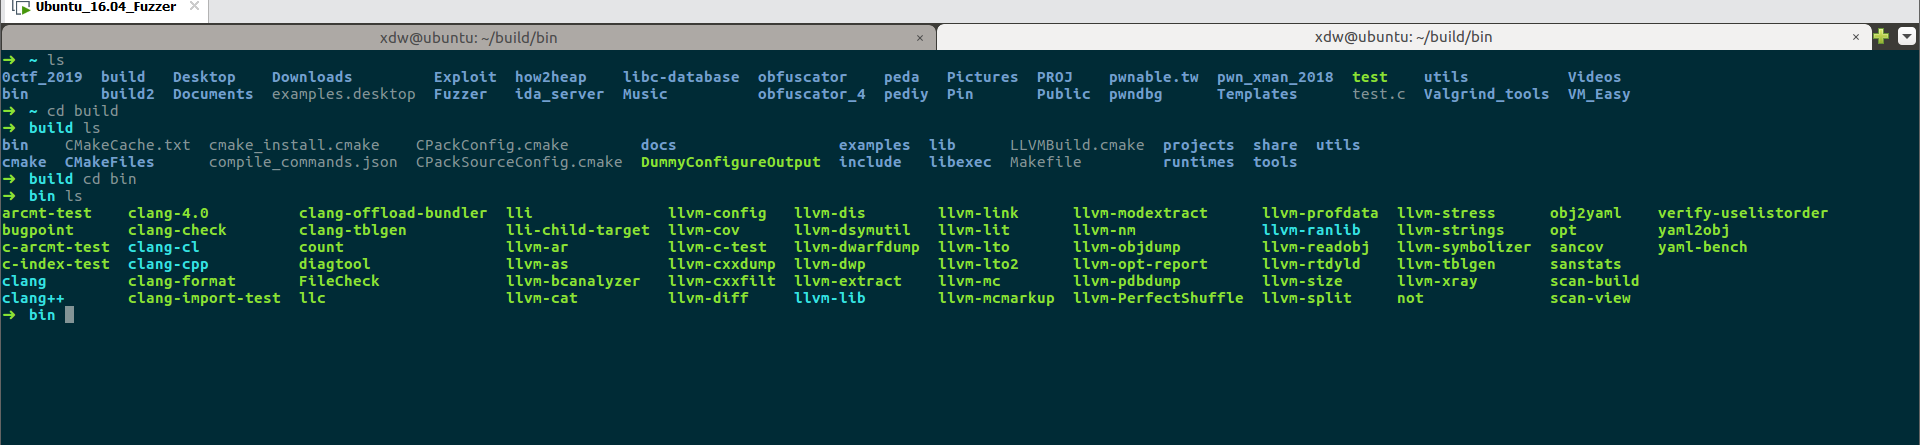 Ubuntu_16.04_Fuzzer ×
xdw@ubuntu: ~/build/bin × xdw@ubuntu: ~/build/bin ×
➜ ~ ls
0ctf_2019 build Desktop Downloads Exploit how2heap libc-database obfuscator peda Pictures PROJ pwnable.tw pwn_xman_2018 test utils Videos
bin build2 Documents examples.desktop Fuzzer ida_server Music obfuscator_4 pediy Pin Public pwndbg Templates test.c Valgrind_tools VM_Easy
➜ ~ cd build
➜ build ls
bin CMakeCache.txt cmake_install.cmake CPackConfig.cmake docs examples lib LLVMBuild.cmake projects share utils
cmake CMakeFiles compile_commands.json CPackSourceConfig.cmake DummyConfigureOutput include libexec Makefile runtimes tools
➜ build cd bin
➜ bin ls
arcmt-test clang-4.0 clang-offload-bundler lli llvm-config llvm-dis llvm-link llvm-modextract llvm-profdata llvm-stress obj2yaml verify-uselistorder
bugpoint clang-check clang-tblgen lli-child-target llvm-cov llvm-dsymutil llvm-lit llvm-nm llvm-ranlib llvm-strings opt yaml2obj
c-arcmt-test clang-cl count llvm-ar llvm-c-test llvm-dwarfdump llvm-lto llvm-objdump llvm-readobj llvm-symbolizer sancov yaml-bench
c-index-test clang-cpp diagtool llvm-as llvm-cxxdump llvm-dwp llvm-lto2 llvm-opt-report llvm-rtdyld llvm-tblgen sanstats
clang clang-format FileCheck llvm-bcanalyzer llvm-cxxfilt llvm-extract llvm-mc llvm-pdbdump llvm-size llvm-xray scan-build
clang++ clang-import-test llc llvm-cat llvm-diff llvm-lib llvm-mcmarkup llvm-PerfectShuffle llvm-split not scan-view
➜ bin